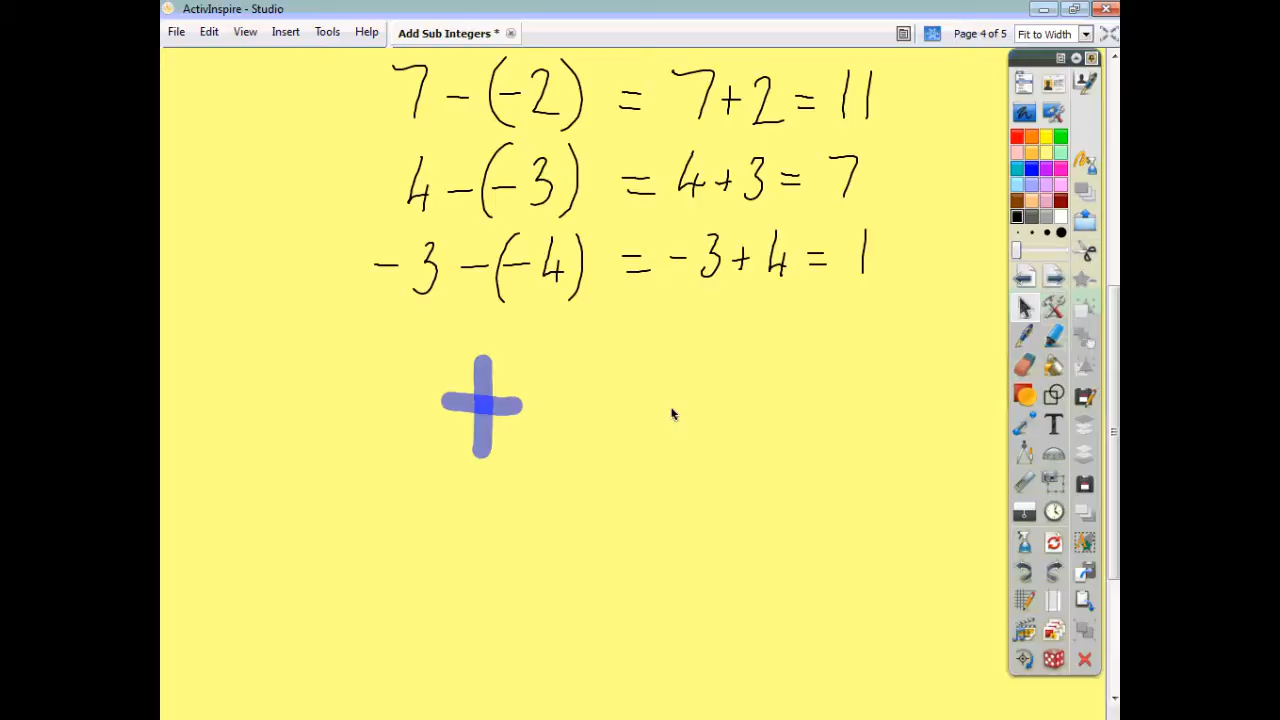 ActivInspire - Studio
File Edit View Insert Tools Help Add Sub Integers * Page 4 of 5 Fit to Width
7 - (-2) = 7 + 2 = 11
4 - (-3) = 4 + 3 = 7
-3 - (-4) = -3 + 4 = 1
+